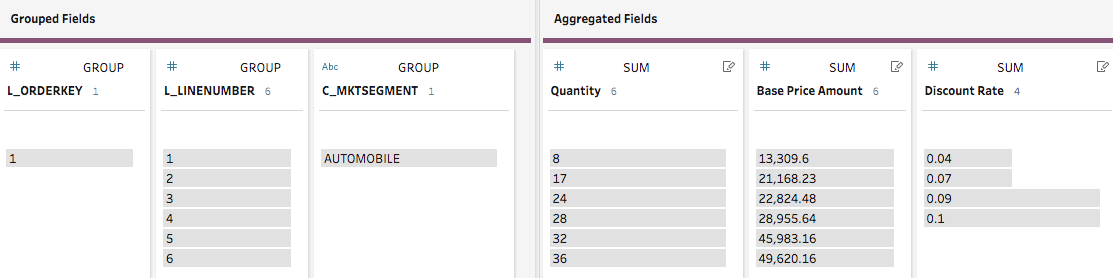 Grouped Fields
Aggregated Fields
# GROUP
# GROUP
Abc GROUP
# SUM
# SUM
# SUM
L_ORDERKEY 1
L_LINENUMBER 6
C_MKTSEGMENT 1
Quantity 6
Base Price Amount 6
Discount Rate 4
1
1
2
3
4
5
6
AUTOMOBILE
8
17
24
28
32
36
13,309.6
21,168.23
22,824.48
28,955.64
45,983.16
49,620.16
0.04
0.07
0.09
0.1